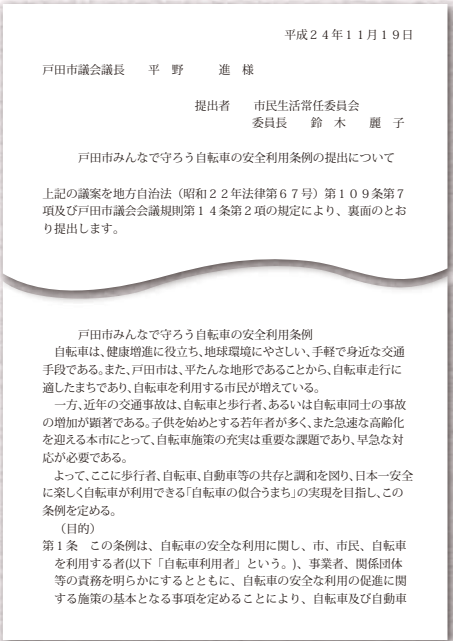 平成２４年１１月１９日
戸田市議会議長　平　野　　進　様
提出者　市民生活常任委員会
委員長　鈴　木　麗　子
戸田市みんなで守ろう自転車の安全利用条例の提出について
上記の議案を地方自治法（昭和２２年法律第６７号）第１０９条第７
項及び戸田市議会会議規則第１４条第２項の規定により、裏面のとお
り提出します。
戸田市みんなで守ろう自転車の安全利用条例
自転車は、健康増進に役立ち、地球環境にやさしい、手軽で身近な交通
手段である。また、戸田市は、平たんな地形であることから、自転車走行に
適したまちであり、自転車を利用する市民が増えている。
一方、近年の交通事故は、自転車と歩行者、あるいは自転車同士の事故
の増加が顕著である。子供を始めとする若年者が多く、また急速な高齢化
を迎える本市にとって、自転車施策の充実は重要な課題であり、早急な対
応が必要である。
よって、ここに歩行者、自転車、自動車等の共存と調和を図り、日本一安全
に楽しく自転車が利用できる「自転車の似合うまち」の実現を目指し、この
条例を定める。
（目的）
第１条　この条例は、自転車の安全な利用に関し、市、市民、自転車
を利用する者(以下「自転車利用者」という。)、事業者、関係団体
等の責務を明らかにするとともに、自転車の安全な利用の促進に関
する施策の基本となる事項を定めることにより、自転車及び自動車